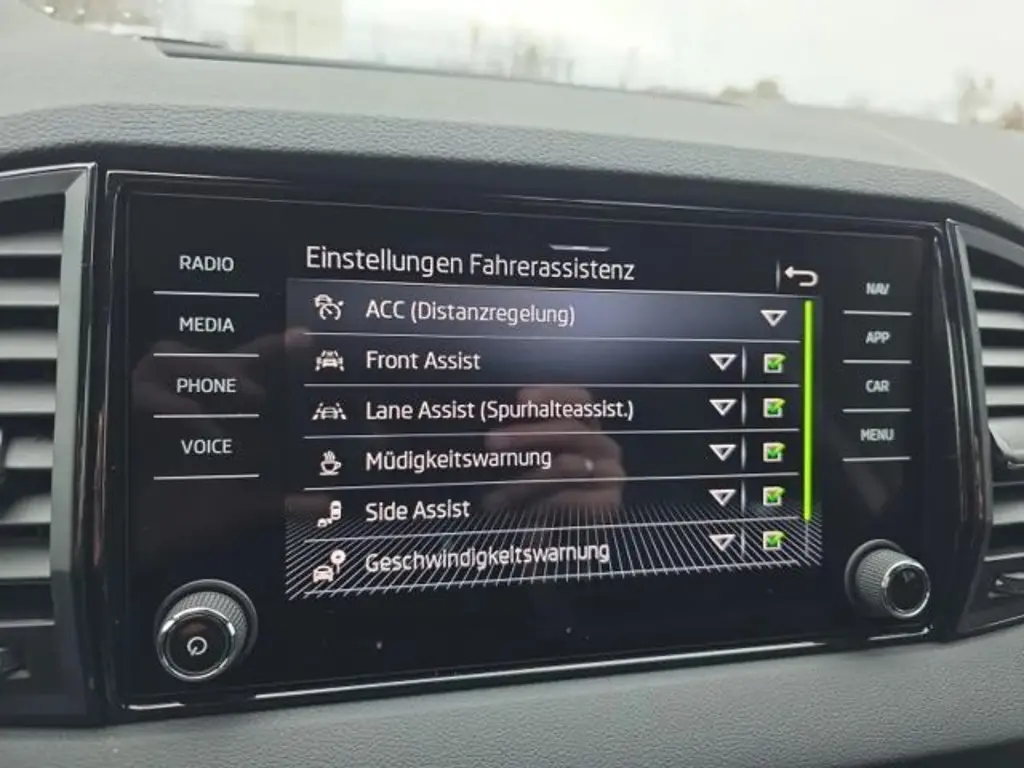 RADIO
MEDIA
PHONE
VOICE
Einstellungen Fahrerassistenz
ACC (Distanzregelung)
Front Assist
Lane Assist (Spurhalteassist.)
Müdigkeitswarnung
Side Assist
Geschwindigkeitswarnung
NAV
APP
CAR
MENU